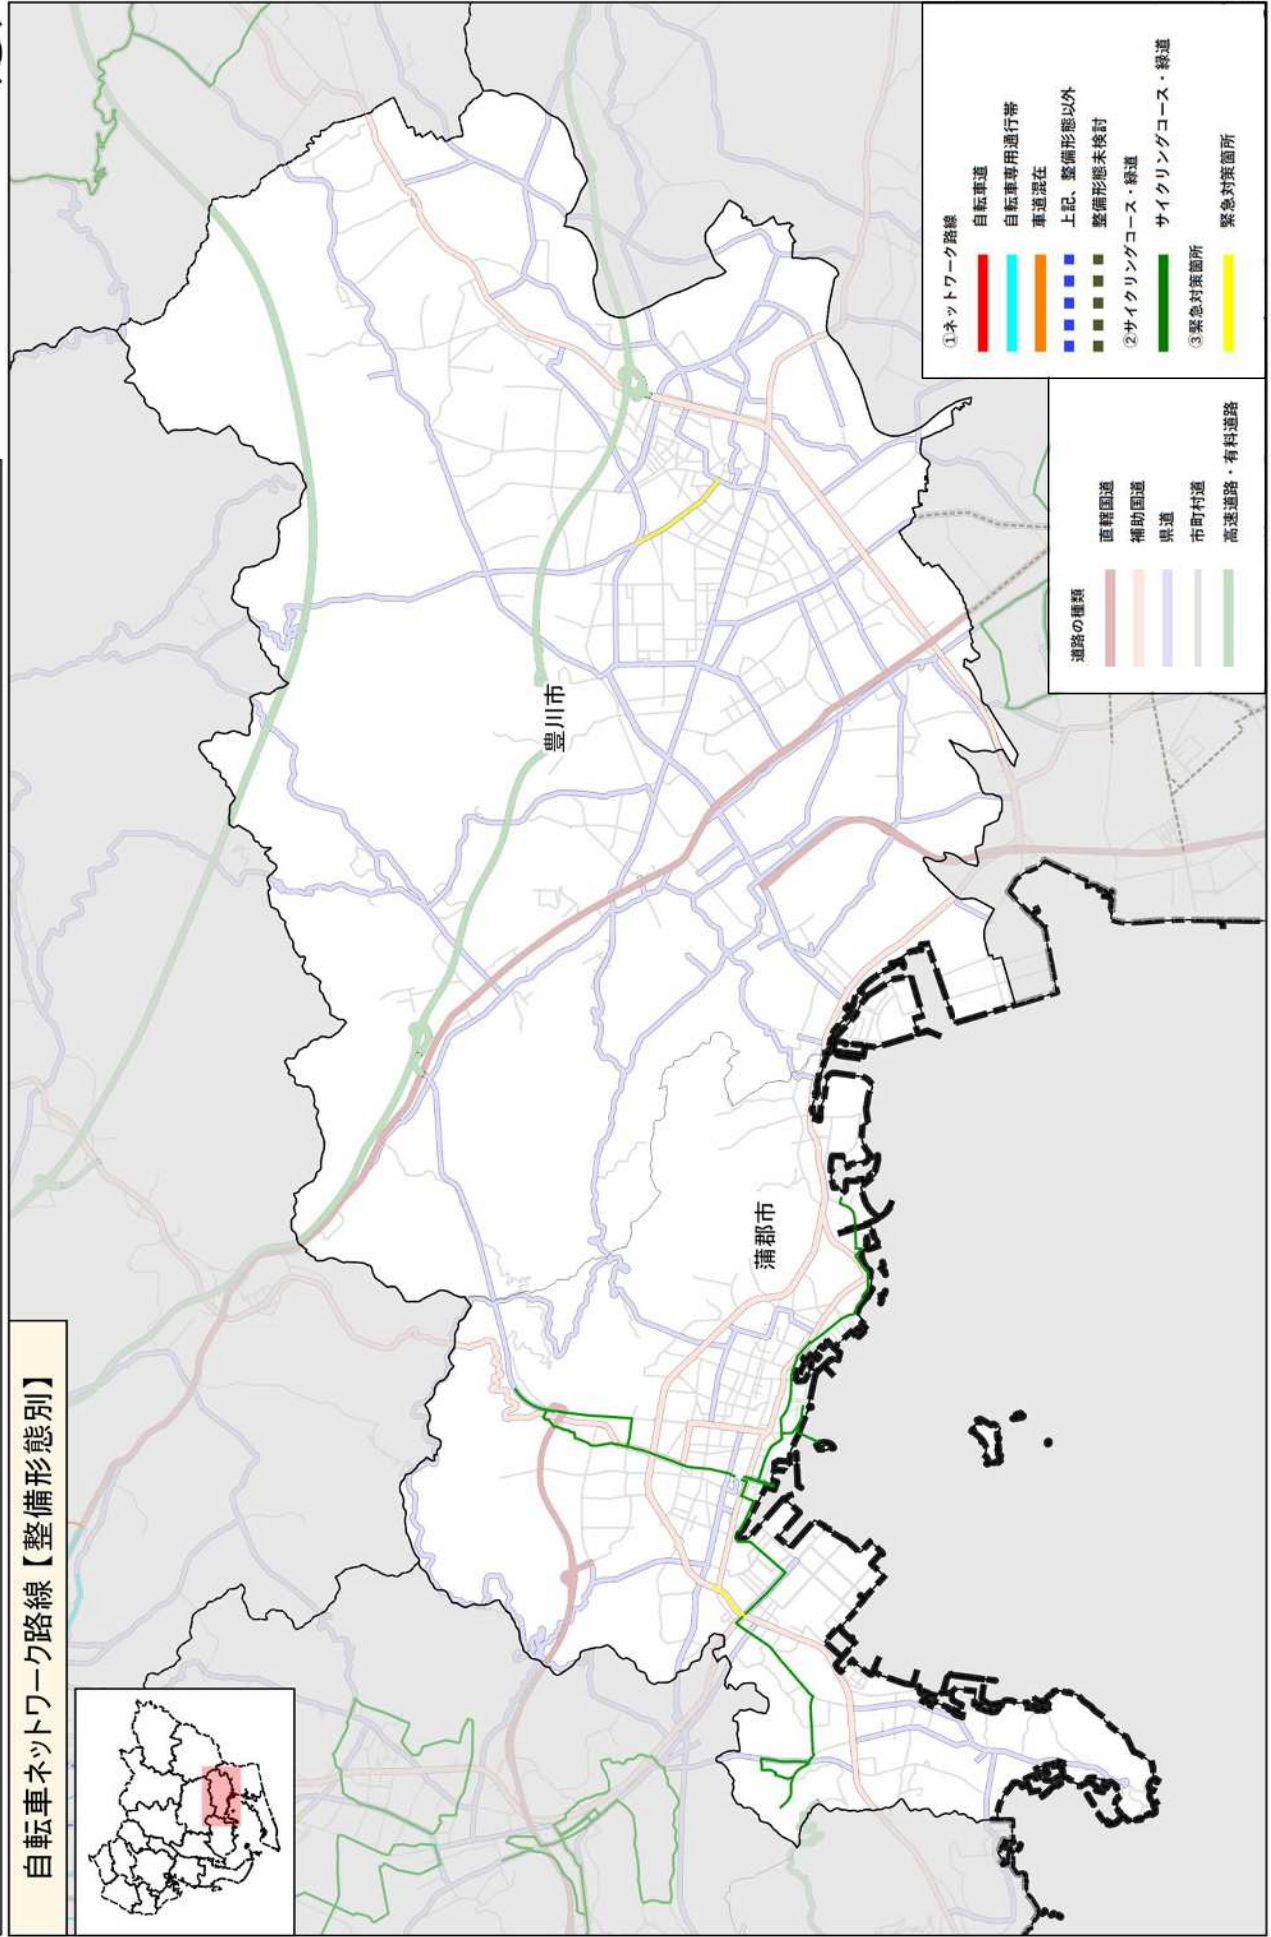 自転車ネットワーク路線【整備形態別】
豊川市
蒲郡市
道路の種類
直轄国道
補助国道
県道
市町村道
高速道路・有料道路
①ネットワーク路線
自転車道
自転車専用通行帯
車道混在
上記、整備形態以外
整備形態未検討
②サイクリングコース・緑道
サイクリングコース・緑道
③緊急対策箇所
緊急対策箇所